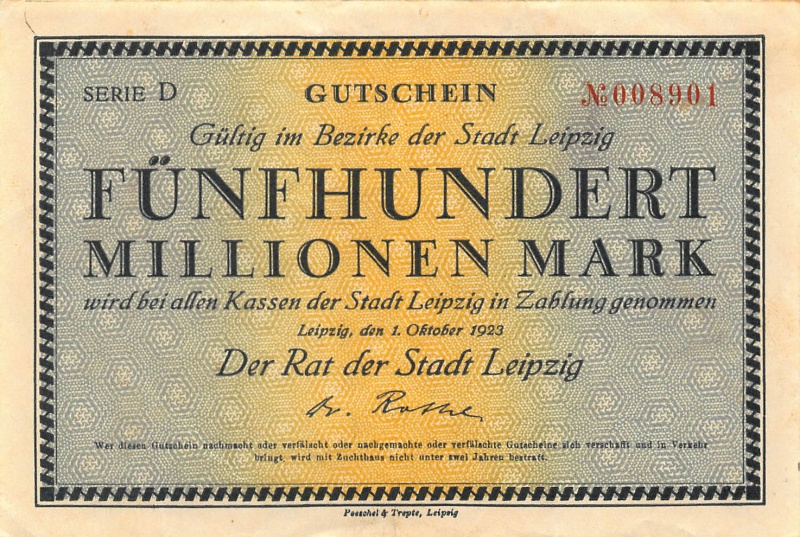 SERIE D GUTSCHEIN №008901
Gültig im Bezirke der Stadt Leipzig
FÜNFHUNDERT
MILLIONEN MARK
wird bei allen Kassen der Stadt Leipzig in Zahlung genommen
Leipzig, den 1. Oktober 1923
Der Rat der Stadt Leipzig
Dr. Rothe
Wer diesen Gutschein nachmacht oder verfälscht oder nachgemachte oder verfälschte Gutscheine sich verschafft und in Verkehr
bringt, wird mit Zuchthaus nicht unter zwei Jahren bestraft.
Poeschel & Trepte, Leipzig